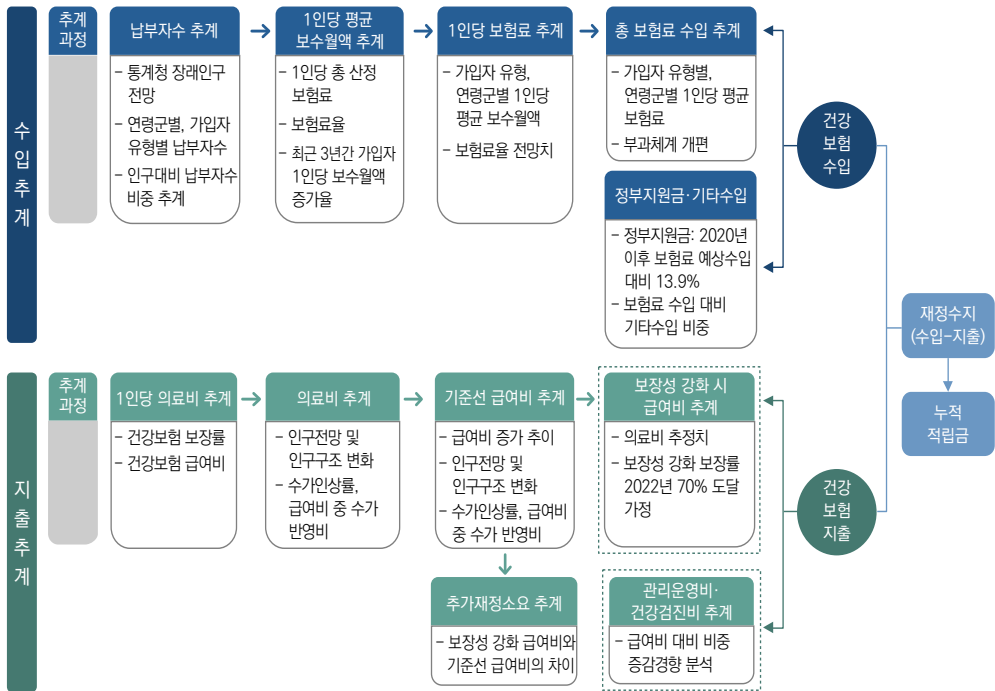 수입추계
추계
과정
납부자수 추계
- 통계청 장래인구
전망
- 연령군별, 가입자
유형별 납부자수
- 인구대비 납부자수
비중 추계
1인당 평균
보수월액 추계
- 1인당 총 산정
보험료
- 보험료율
- 최근 3년간 가입자
1인당 보수월액
증가율
1인당 보험료 추계
- 가입자 유형,
연령군별 1인당
평균 보수월액
- 보험료율 전망치
총 보험료 수입 추계
- 가입자 유형별,
연령군별 1인당 평균
보험료
- 부과체계 개편
정부지원금·기타수입
- 정부지원금: 2020년
이후 보험료 예상수입
대비 13.9%
- 보험료 수입 대비
기타수입 비중
건강
보험
수입
재정수지
(수입-지출)
누적
적립금
지출추계
추계
과정
1인당 의료비 추계
- 건강보험 보장률
- 건강보험 급여비
의료비 추계
- 인구전망 및
인구구조 변화
- 수가인상률,
급여비 중 수가
반영비
기준선 급여비 추계
- 급여비 증가 추이
- 인구전망 및
인구구조 변화
- 수가인상률, 급여비
중 수가 반영비
보장성 강화 시
급여비 추계
- 의료비 추정치
- 보장성 강화 보장률
2022년 70% 도달
가정
추가재정소요 추계
- 보장성 강화 급여비와
기준선 급여비의 차이
관리운영비·
건강검진비 추계
- 급여비 대비 비중
증감경향 분석
건강
보험
지출